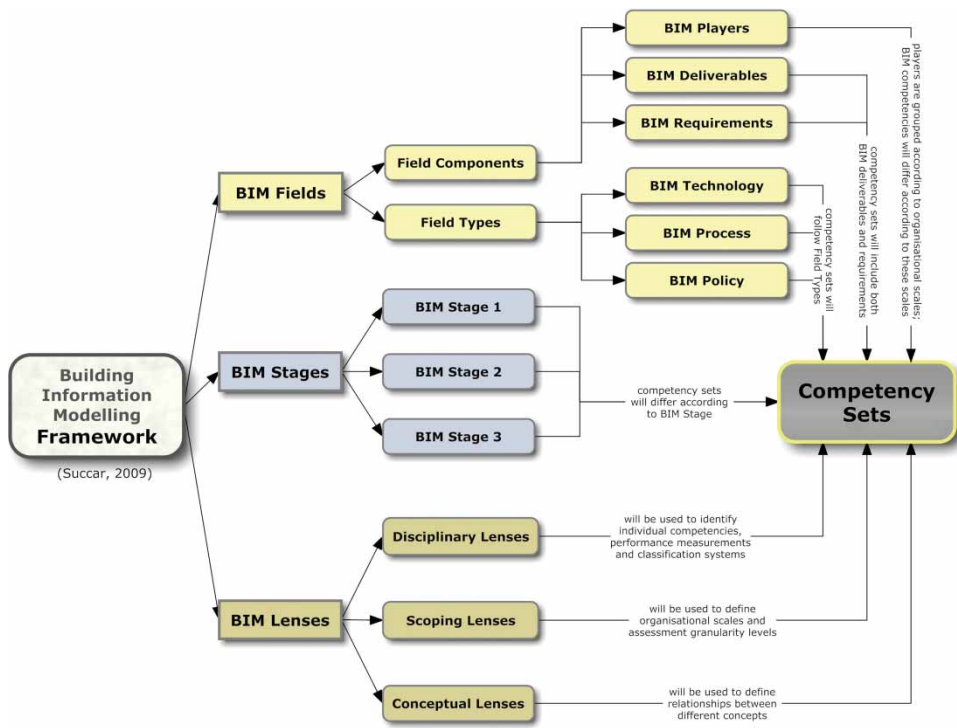 BIM Players
BIM Deliverables
BIM Requirements
Field Components
BIM Technology
BIM Fields
Field Types
BIM Process
BIM Policy
players are grouped according to organisational scales;
BIM competencies will differ according to these scales
competency sets will include both
BIM deliverables and requirements
competency sets will
follow Field Types
BIM Stage 1
Building
Information
Modelling
Framework
(Succar, 2009)
BIM Stages
BIM Stage 2
competency sets
will differ according
to BIM Stage
Competency
Sets
BIM Stage 3
Disciplinary Lenses
will be used to identify
individual competencies,
performance measurements
and classification systems
BIM Lenses
Scoping Lenses
will be used to define
organisational scales and
assessment granularity levels
Conceptual Lenses
will be used to define
relationships between
different concepts